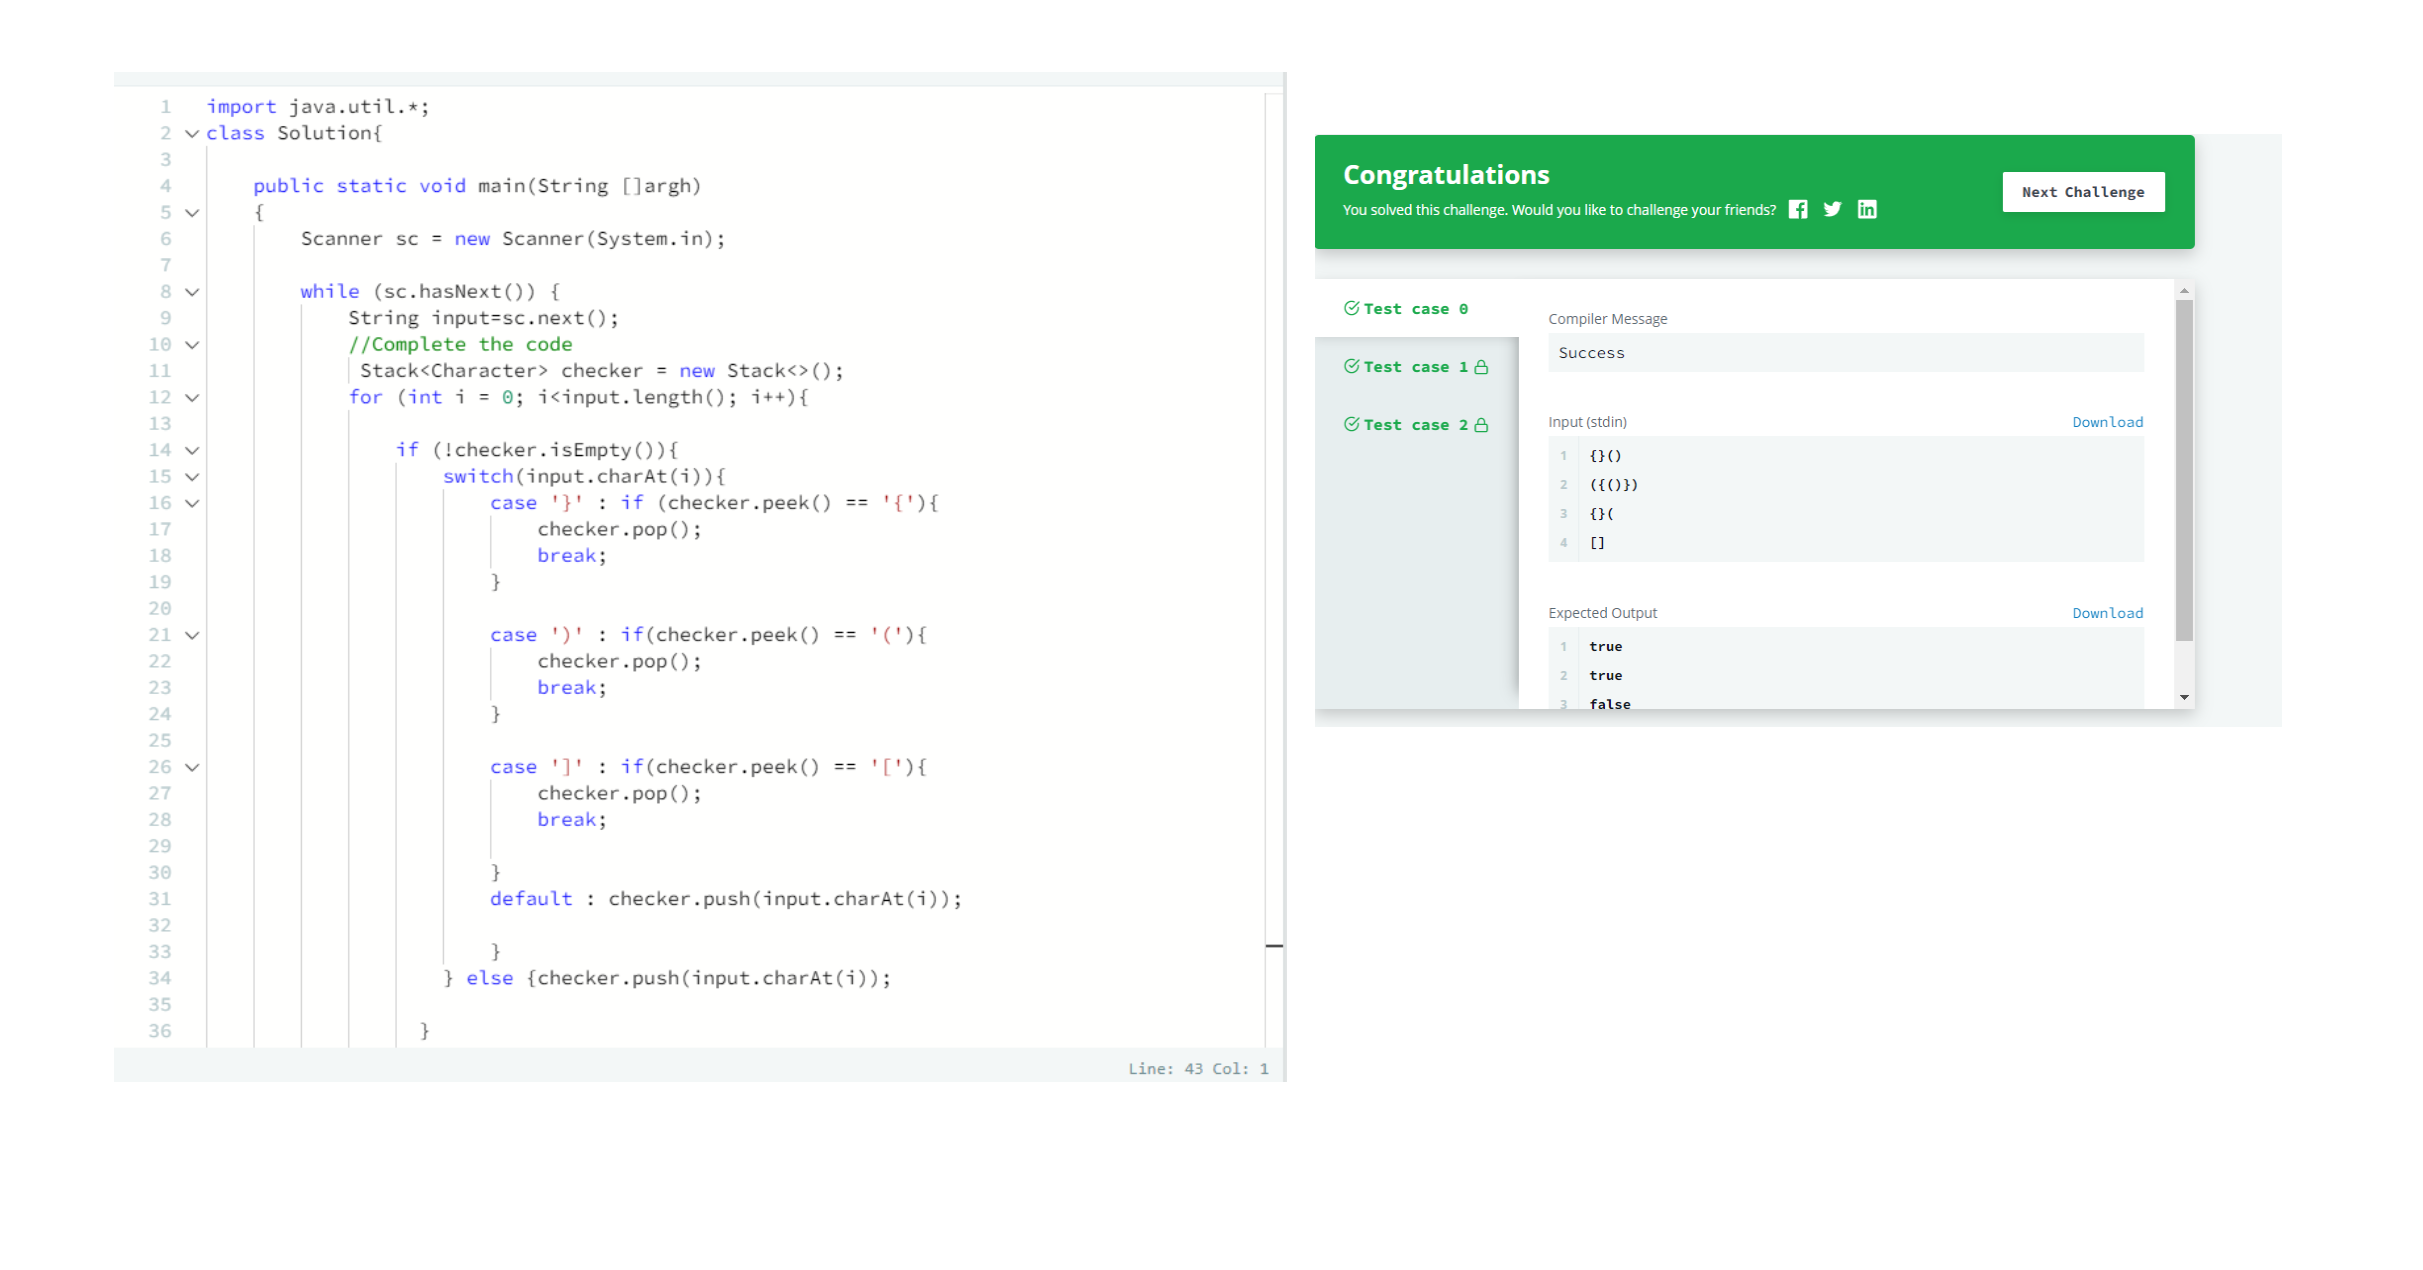 1 import java.util.*;
2 class Solution{
3
4 public static void main(String []argh)
5 {
6 Scanner sc = new Scanner(System.in);
7
8 while (sc.hasNext()) {
9 String input=sc.next();
10 //Complete the code
11 Stack<Character> checker = new Stack<>();
12 for (int i = 0; i<input.length(); i++){
13
14 if (!checker.isEmpty()){
15 switch(input.charAt(i)){
16 case '}' : if (checker.peek() == '{'){
17 checker.pop();
18 break;
19 }
20
21 case ')' : if(checker.peek() == '('){
22 checker.pop();
23 break;
24 }
25
26 case ']' : if(checker.peek() == '['){
27 checker.pop();
28 break;
29
30 }
31 default : checker.push(input.charAt(i));
32
33 }
34 } else {checker.push(input.charAt(i));
35
36 }
Line: 43 Col: 1
Congratulations
You solved this challenge. Would you like to challenge your friends?
Next Challenge
Test case 0
Test case 1
Test case 2
Compiler Message
Success
Input (stdin)
Download
1 {}()
2 ({()})
3 {}(
4 []
Expected Output
Download
1 true
2 true
3 false